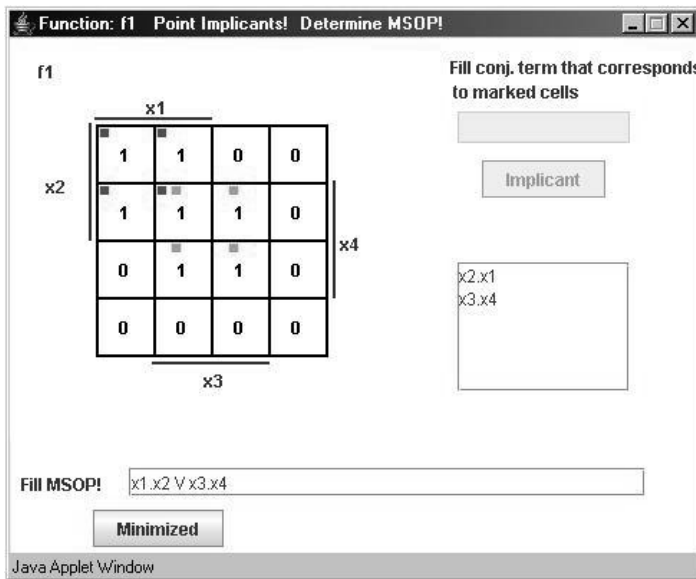 Function: f1 Point Implicants! Determine MSOP!
f1
Fill conj. term that corresponds
to marked cells
x1
1 1 0 0
Implicant
x2
1 1 1 0
x4
0 1 1 0
x2.x1
x3.x4
0 0 0 0
x3
Fill MSOP! x1.x2 V x3.x4
Minimized
Java Applet Window